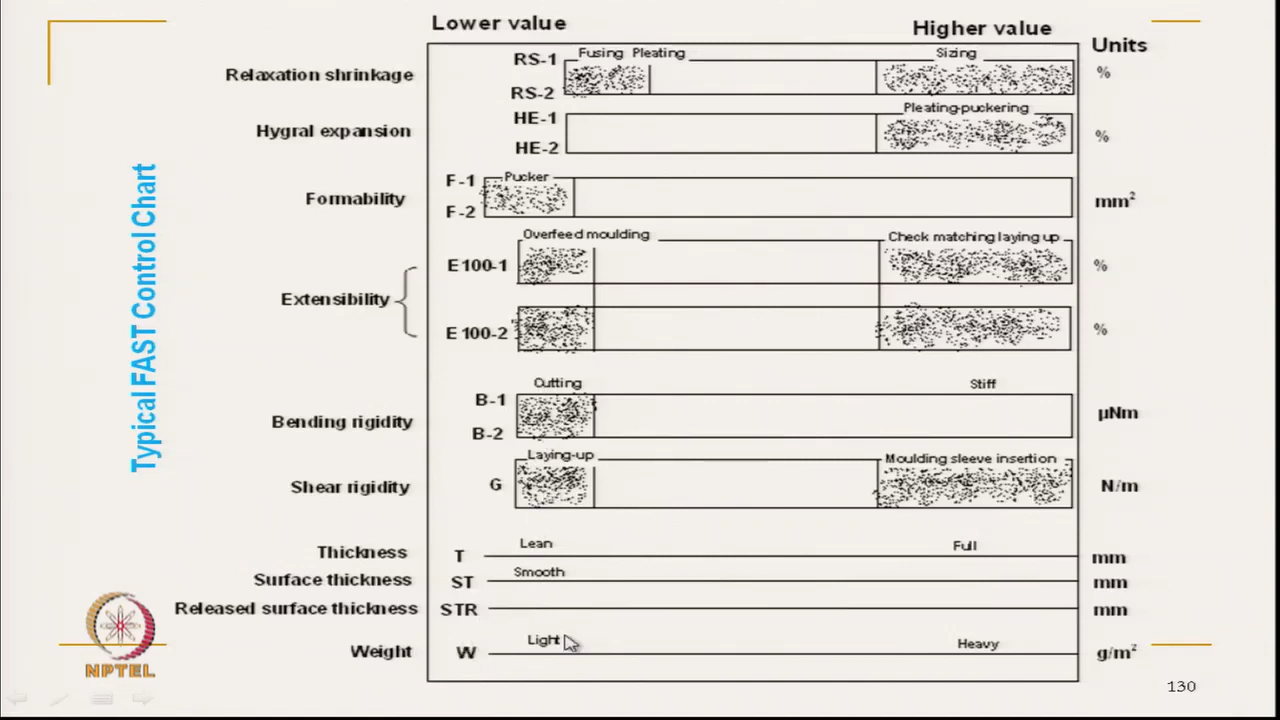 Lower value
Higher value
Units
Typical FAST Control Chart
Relaxation shrinkage
RS-1
RS-2
Fusing Pleating
Sizing
%
Hygral expansion
HE-1
HE-2
Pleating-puckering
%
Formability
F-1
F-2
Pucker
mm²
Extensibility
E100-1
Overfeed moulding
Check matching laying up
%
E100-2
%
Bending rigidity
B-1
B-2
Cutting
Stiff
µNm
Shear rigidity
G
Laying-up
Moulding sleeve insertion
N/m
Thickness
T
Lean
Full
mm
Surface thickness
ST
Smooth
mm
Released surface thickness
STR
mm
Weight
W
Light
Heavy
g/m²
NPTEL
130